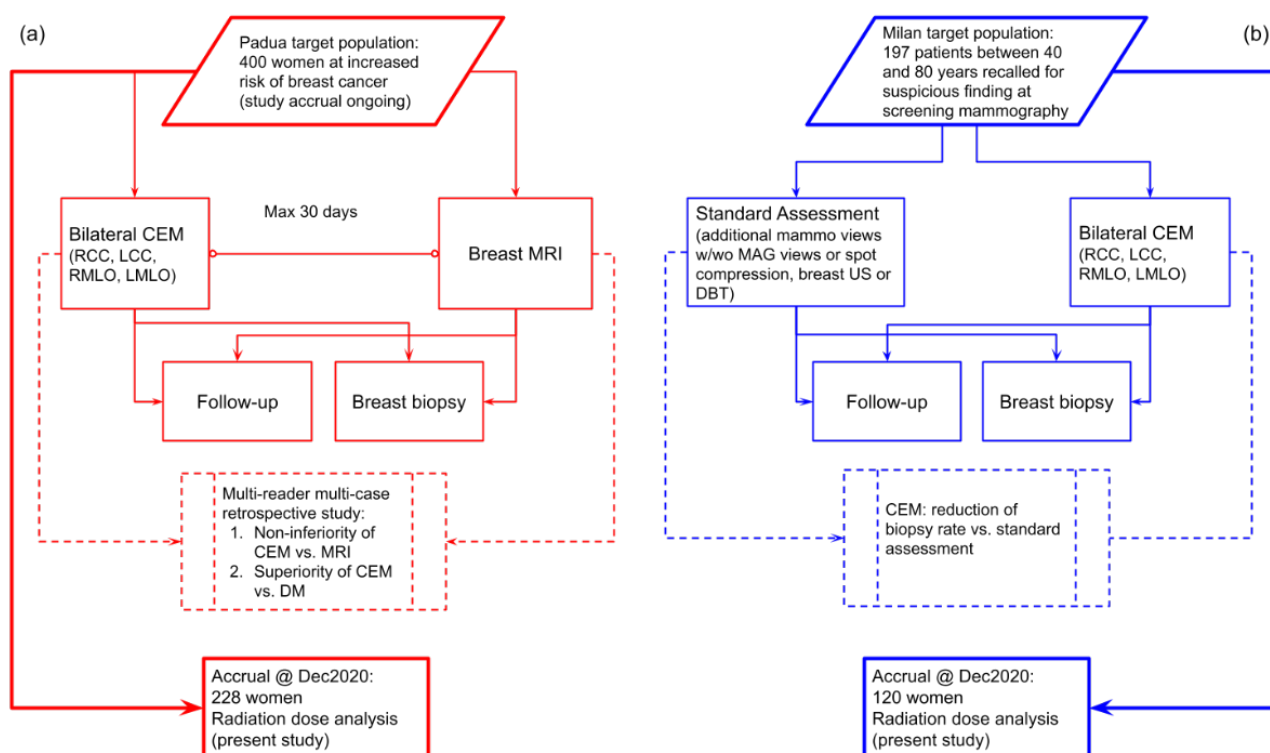 (a)
Padua target population:
400 women at increased
risk of breast cancer
(study accrual ongoing)
Bilateral CEM
(RCC, LCC,
RMLO, LMLO)
Max 30 days
Breast MRI
Follow-up
Breast biopsy
Multi-reader multi-case
retrospective study:
1. Non-inferiority of
CEM vs. MRI
2. Superiority of CEM
vs. DM
Accrual @ Dec2020:
228 women
Radiation dose analysis
(present study)
(b)
Milan target population:
197 patients between 40
and 80 years recalled for
suspicious finding at
screening mammography
Standard Assessment
(additional mammo views
w/wo MAG views or spot
compression, breast US or
DBT)
Bilateral CEM
(RCC, LCC,
RMLO, LMLO)
Follow-up
Breast biopsy
CEM: reduction of
biopsy rate vs. standard
assessment
Accrual @ Dec2020:
120 women
Radiation dose analysis
(present study)